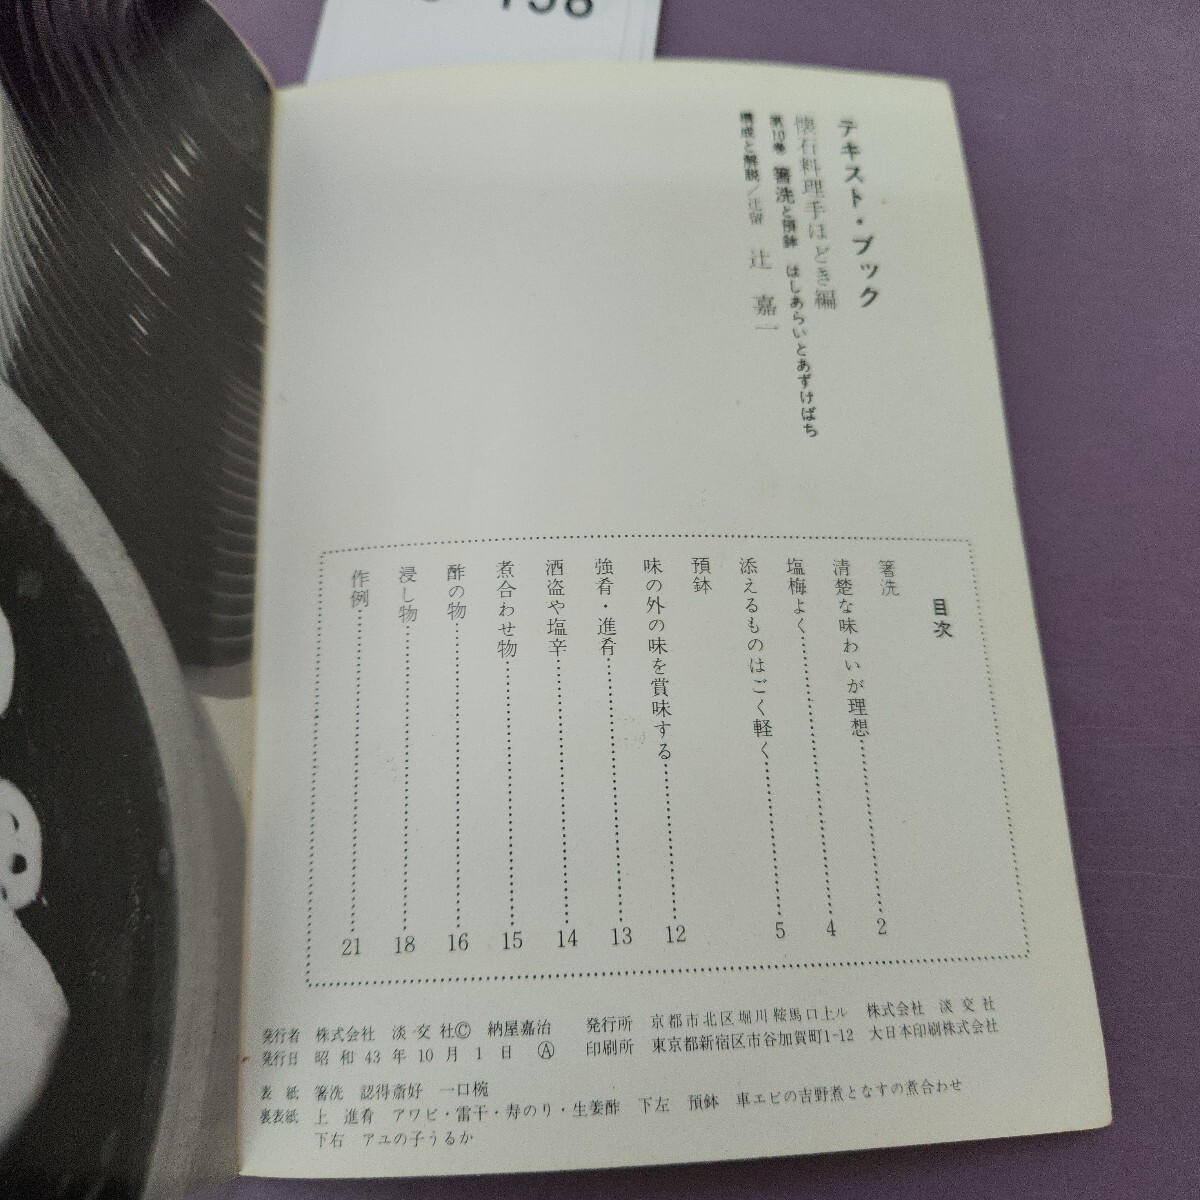 158
テキスト・ブック
懐石料理手ほどき編
第10巻 箸洗と預鉢 はしあらいとあずけばち
構成と解説/辻留 辻 嘉一
目次
箸洗
清楚な味わいが理想 2
塩梅よく 4
添えるものはごく軽く 5
預鉢
味の外の味を賞味する 12
強肴・進肴 13
酒盗や塩辛 14
煮合わせ物 15
酢の物 16
浸し物 18
作例 21
発行者 株式会社 淡交社© 納屋嘉治 発行所 京都市北区堀川鞍馬口上ル 株式会社 淡交社
発行日 昭和43年10月1日 Ⓐ 印刷所 東京都新宿区市谷加賀町1-12 大日本印刷株式会社
表紙 箸洗 認得斎好 一口椀
裏表紙 上 進肴 アワビ・雷干・寿のり・生姜酢 下左 預鉢 車エビの吉野煮となすの煮合わせ
下右 アユの子うるか